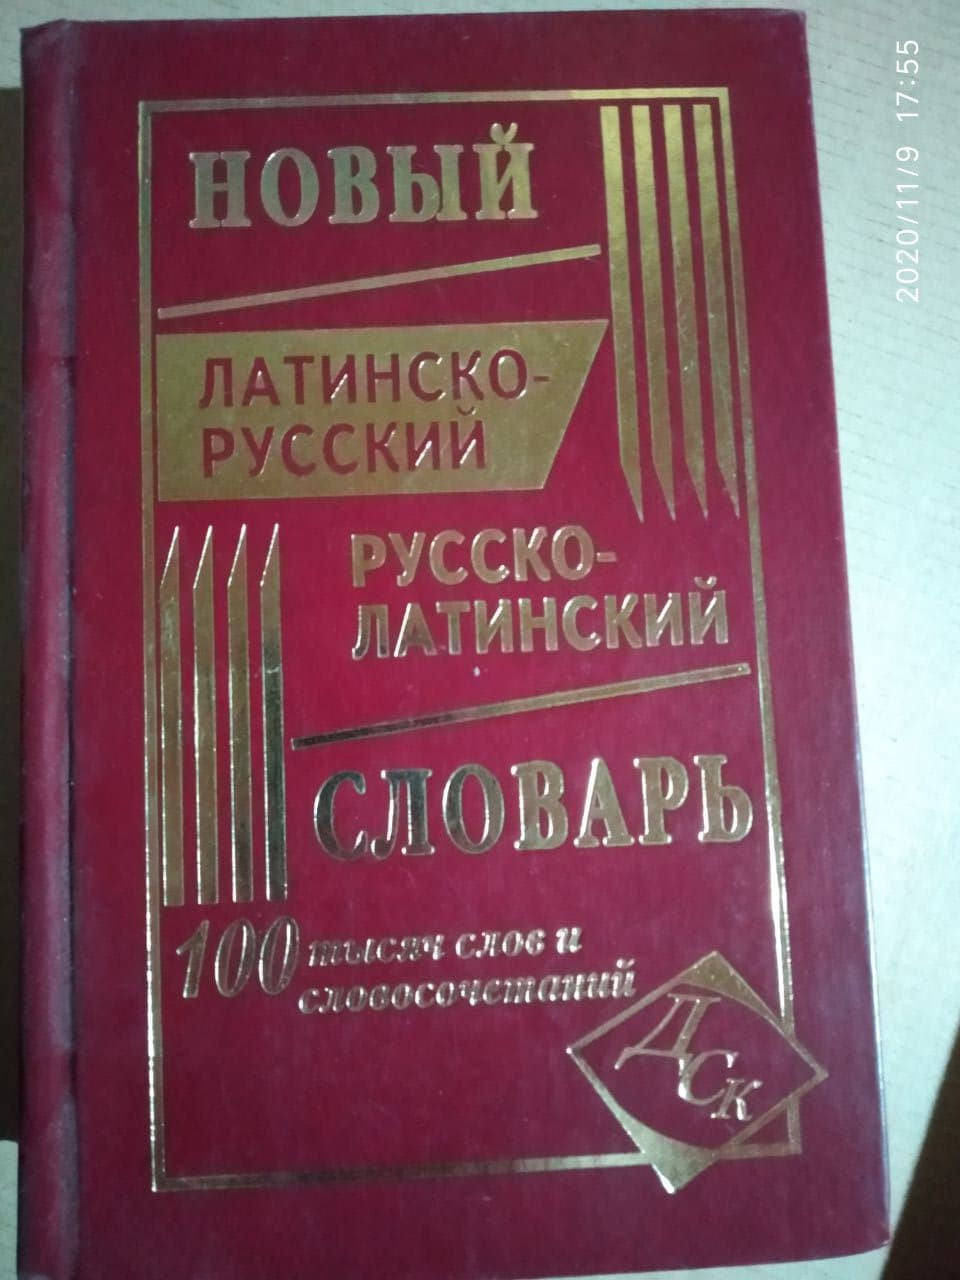 НОВЫЙ
ЛАТИНСКО-
РУССКИЙ
РУССКО-
ЛАТИНСКИЙ
СЛОВАРЬ
100 тысяч слов и
словосочетаний
ДСК
2020/11/9 17:55